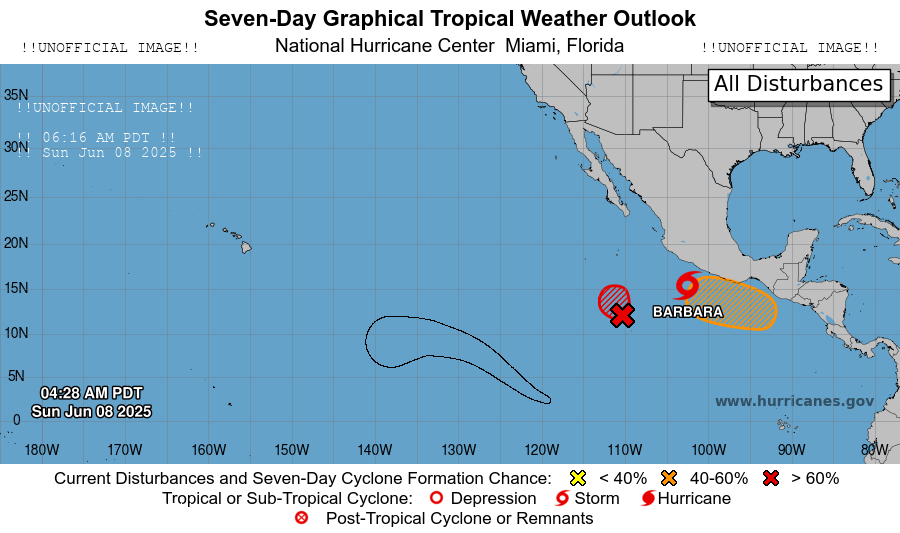 Seven-Day Graphical Tropical Weather Outlook
!!UNOFFICIAL IMAGE!! National Hurricane Center Miami, Florida !!UNOFFICIAL IMAGE!!
All Disturbances
35N
!!UNOFFICIAL IMAGE!!
!! 06:16 AM PDT !!
30N
!! Sun Jun 08 2025 !!
25N
20N
15N
BARBARA
10N
5N
04:28 AM PDT
www.hurricanes.gov
Sun Jun 08 2025
0
180W 170W 160W 150W 140W 130W 120W 110W 100W 90W 80W
Current Disturbances and Seven-Day Cyclone Formation Chance: < 40% 40-60% > 60%
Tropical or Sub-Tropical Cyclone: Depression Storm Hurricane
Post-Tropical Cyclone or Remnants